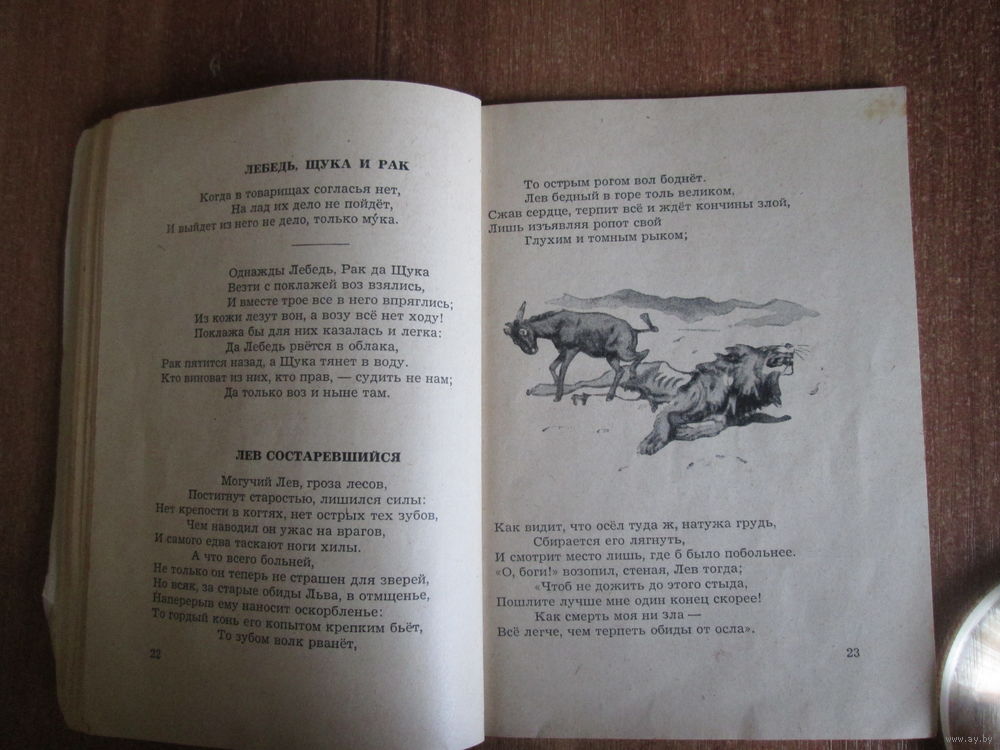 ЛЕБЕДЬ, ЩУКА И РАК
Когда в товарищах согласья нет,
На лад их дело не пойдёт,
И выйдет из него не дело, только му́ка.
Однажды Лебедь, Рак да Щука
Везти с поклажей воз взялись,
И вместе трое все в него впряглись;
Из кожи лезут вон, а возу всё нет ходу!
Поклажа бы для них казалась и легка:
Да Лебедь рвётся в облака,
Рак пятится назад, а Щука тянет в воду.
Кто виноват из них, кто прав, — судить не нам;
Да только воз и ныне там.
ЛЕВ СОСТАРЕВШИЙСЯ
Могучий Лев, гроза лесов,
Постигнут старостью, лишился силы:
Нет крепости в когтях, нет острых тех зубов,
Чем наводил он ужас на врагов,
И самого едва таскают ноги хилы.
А что всего больней,
Не только он теперь не страшен для зверей,
Но всяк, за старые обиды Льва, в отмщенье,
Наперерыв ему наносит оскорбленье:
То гордый конь его копытом крепким бьёт,
То зубом волк рванёт,
22
То острым рогом вол боднёт.
Лев бедный в горе толь великом,
Сжав сердце, терпит всё и ждёт кончины злой,
Лишь изъявляя ропот свой
Глухим и томным рыком;
Как видит, что осёл туда ж, натужа грудь,
Сбирается его лягнуть,
И смотрит место лишь, где б было побольнее.
«О, боги!» возопил, стеная, Лев тогда;
«Чтоб не дожить до этого стыда,
Пошлите лучше мне один конец скорее!
Как смерть моя ни зла —
Всё легче, чем терпеть обиды от осла».
23
www.ay.by